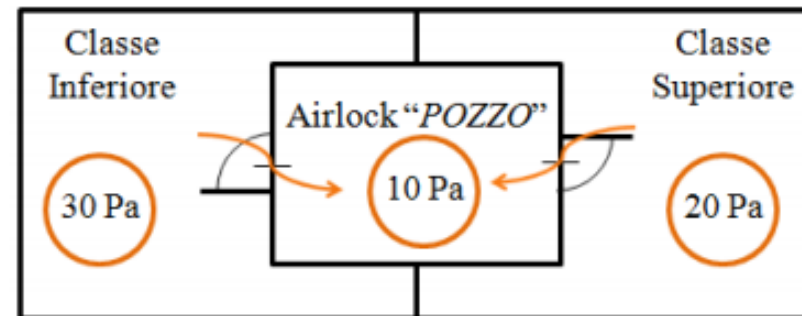 Classe
Inferiore
Classe
Superiore
Airlock “POZZO”
30 Pa
10 Pa
20 Pa